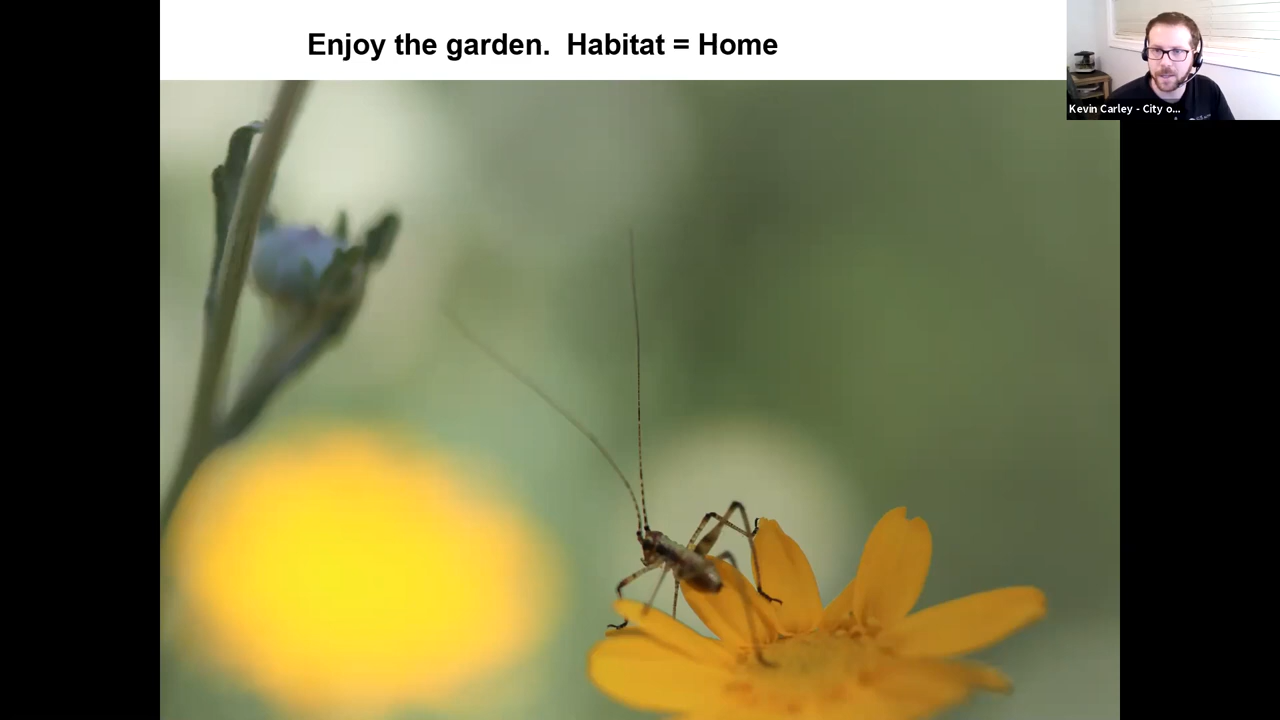 Enjoy the garden.  Habitat = Home
Kevin Carley - City o...